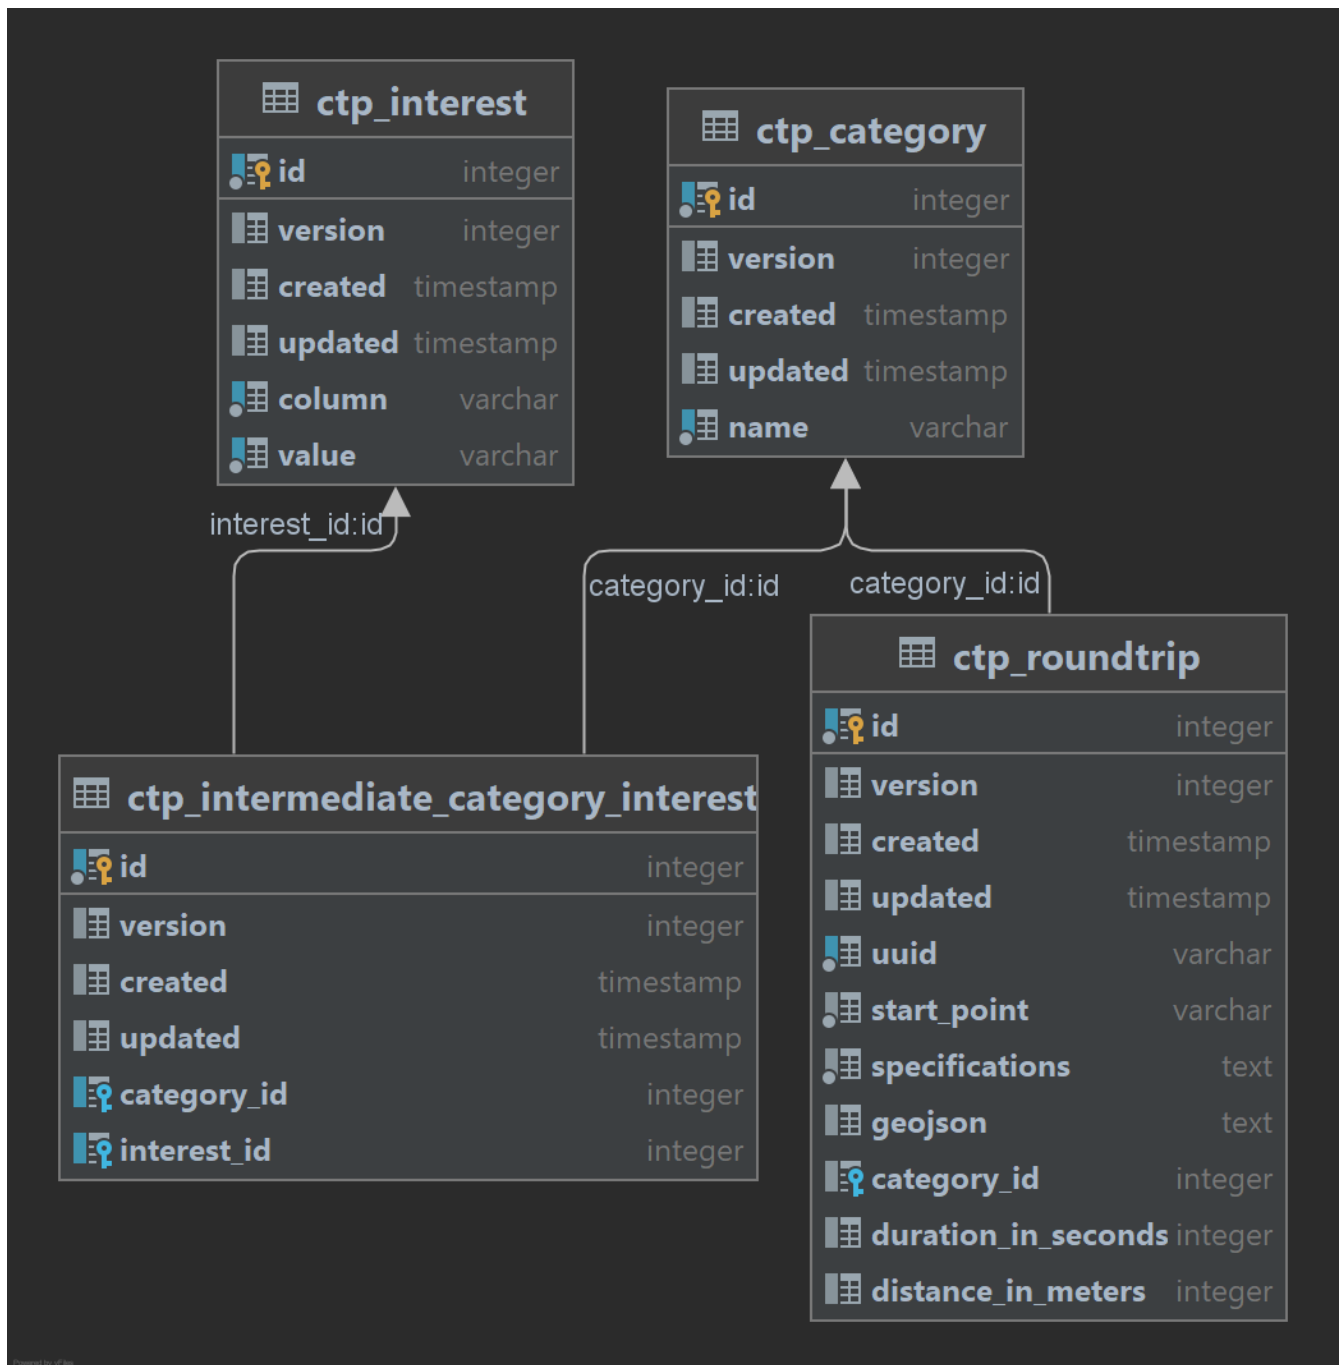 ctp_interest
id integer
version integer
created timestamp
updated timestamp
column varchar
value varchar
ctp_category
id integer
version integer
created timestamp
updated timestamp
name varchar
interest_id:id
category_id:id
category_id:id
ctp_intermediate_category_interest
id integer
version integer
created timestamp
updated timestamp
category_id integer
interest_id integer
ctp_roundtrip
id integer
version integer
created timestamp
updated timestamp
uuid varchar
start_point varchar
specifications text
geojson text
category_id integer
duration_in_seconds integer
distance_in_meters integer
Powered by yFiles